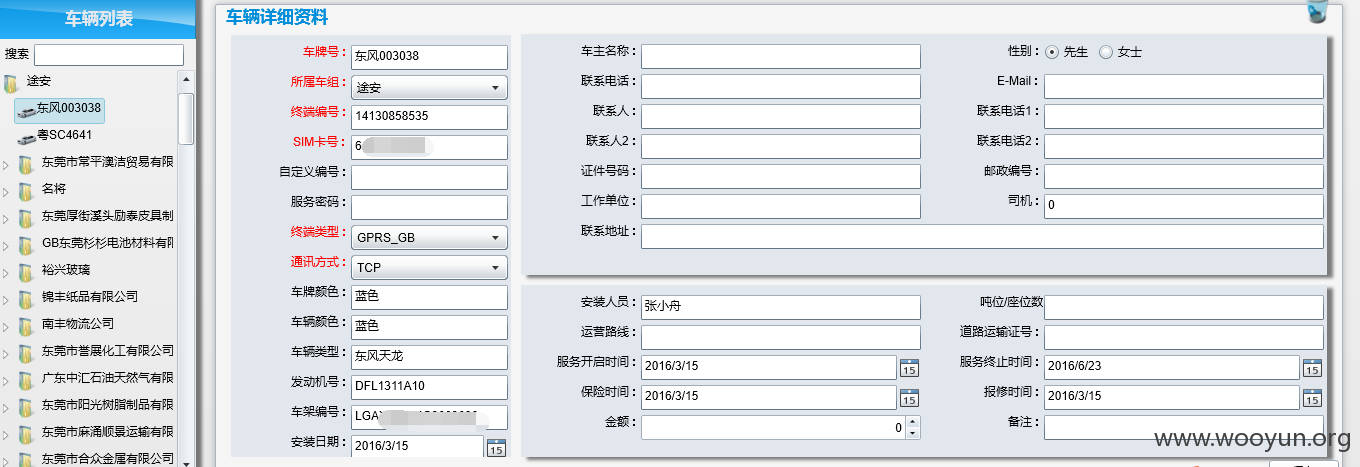 车辆列表
搜索
途安
东风003038
粤SC4641
东莞市常平澳洁贸易有限
名将
东莞厚街溪头励泰皮具制
GB东莞杉杉电池材料有限
裕兴玻璃
锦丰纸品有限公司
南丰物流公司
东莞市誉展化工有限公司
广东中汇石油天然气有限
东莞市阳光树脂制品有限
东莞市麻涌顺景运输有限
东莞市合众金属有限公司
车辆详细资料
车牌号： 东风003038
所属车组： 途安
终端编号： 14130858535
SIM卡号： 6
自定义编号：
服务密码：
终端类型： GPRS_GB
通讯方式： TCP
车牌颜色： 蓝色
车辆颜色： 蓝色
车辆类型： 东风天龙
发动机号： DFL1311A10
车架编号： LGA
安装日期： 2016/3/15 15
车主名称： 性别： 先生 女士
联系电话： E-Mail：
联系人： 联系电话1：
联系人2： 联系电话2：
证件号码： 邮政编号：
工作单位： 司机： 0
联系地址：
安装人员： 张小舟 吨位/座位数
运营路线： 道路运输证号：
服务开启时间： 2016/3/15 15 服务终止时间： 2016/6/23 15
保险时间： 2016/3/15 15 报修时间： 2016/3/15 15
金额： 0 备注：
www.wooyun.org